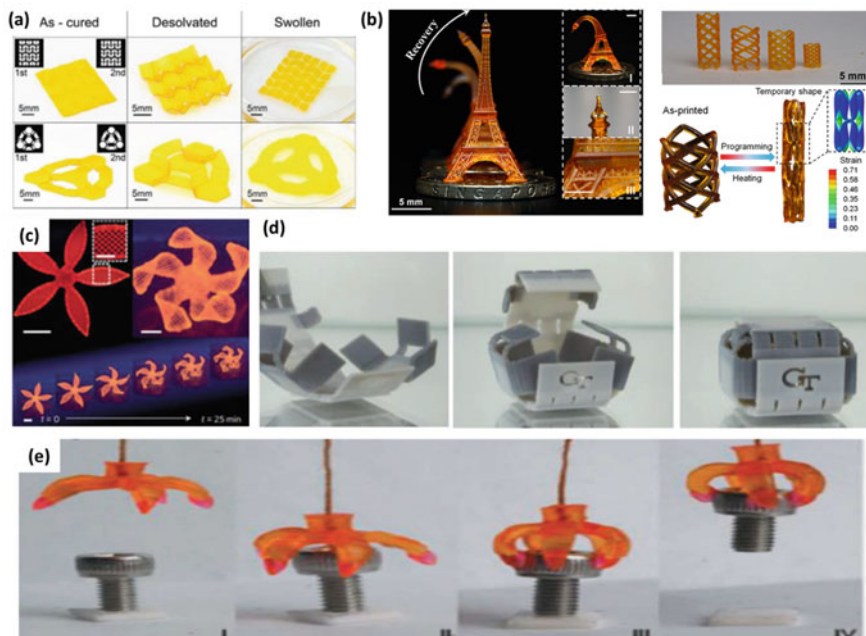 (a)
As - cured
Desolvated
Swollen
1st
2nd
5mm
5mm
5mm
1st
2nd
5mm
5mm
5mm
(b)
Recovery
I
II
III
SINGAPO
5 mm
5 mm
As-printed
Temporary shape
Programming
Heating
Strain
0.71
0.58
0.46
0.35
0.23
0.11
0.00
(c)
t = 0
t = 25 min
(d)
GT
GT
(e)
I
II
III
IV